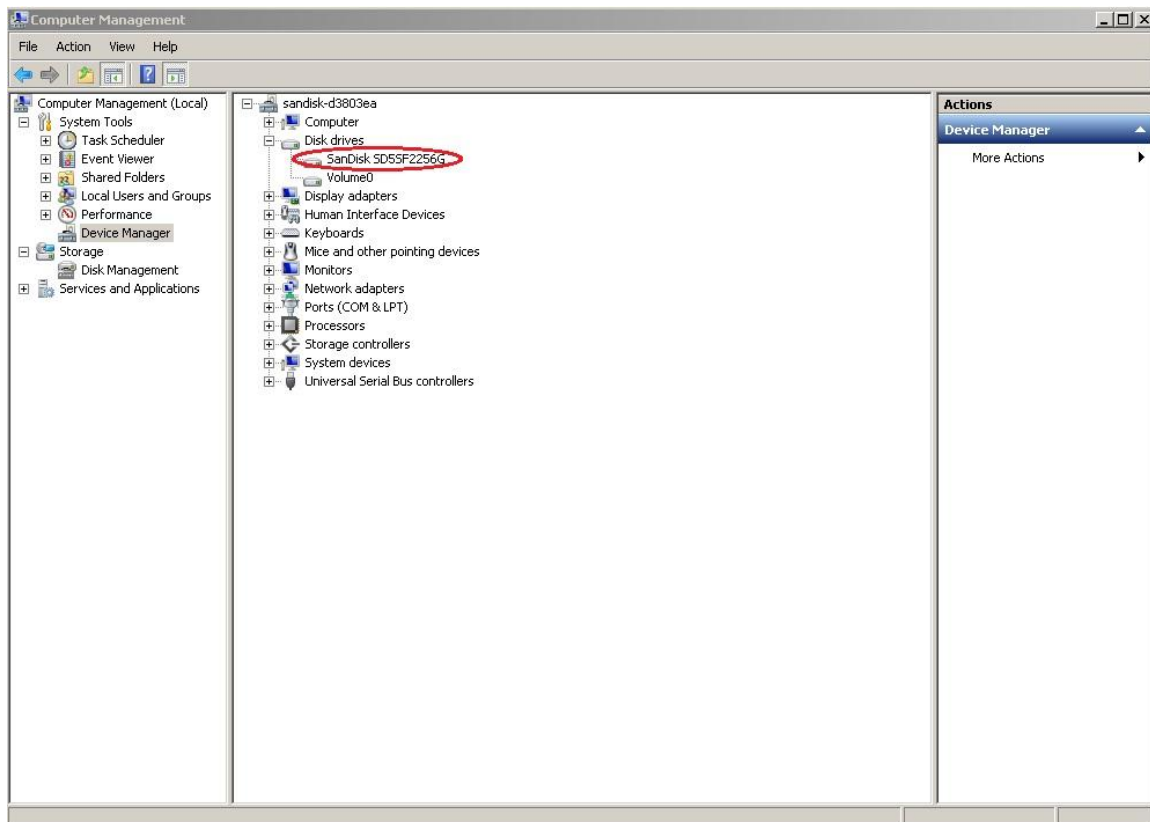 Computer Management
File Action View Help
Computer Management (Local)
System Tools
Task Scheduler
Event Viewer
Shared Folders
Local Users and Groups
Performance
Device Manager
Storage
Disk Management
Services and Applications
sandisk-d3803ea
Computer
Disk drives
SanDisk SD5SF2256G
Volume0
Display adapters
Human Interface Devices
Keyboards
Mice and other pointing devices
Monitors
Network adapters
Ports (COM & LPT)
Processors
Storage controllers
System devices
Universal Serial Bus controllers
Actions
Device Manager
More Actions